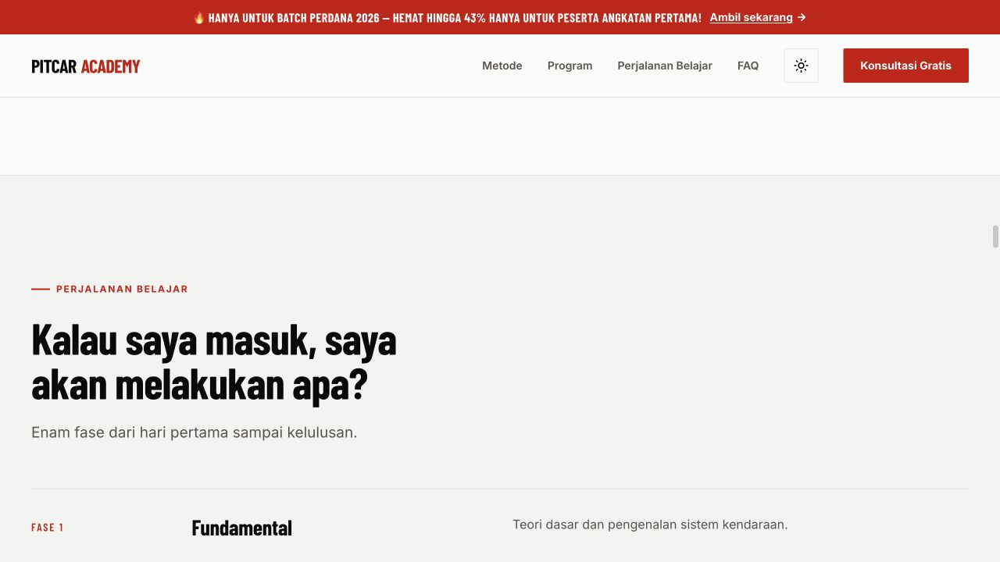 🔥 HANYA UNTUK BATCH PERDANA 2026 — HEMAT HINGGA 43% HANYA UNTUK PESERTA ANGKATAN PERTAMA! Ambil sekarang →
PITCAR ACADEMY Metode Program Perjalanan Belajar FAQ Konsultasi Gratis
PERJALANAN BELAJAR
Kalau saya masuk, saya
akan melakukan apa?
Enam fase dari hari pertama sampai kelulusan.
FASE 1 Fundamental Teori dasar dan pengenalan sistem kendaraan.